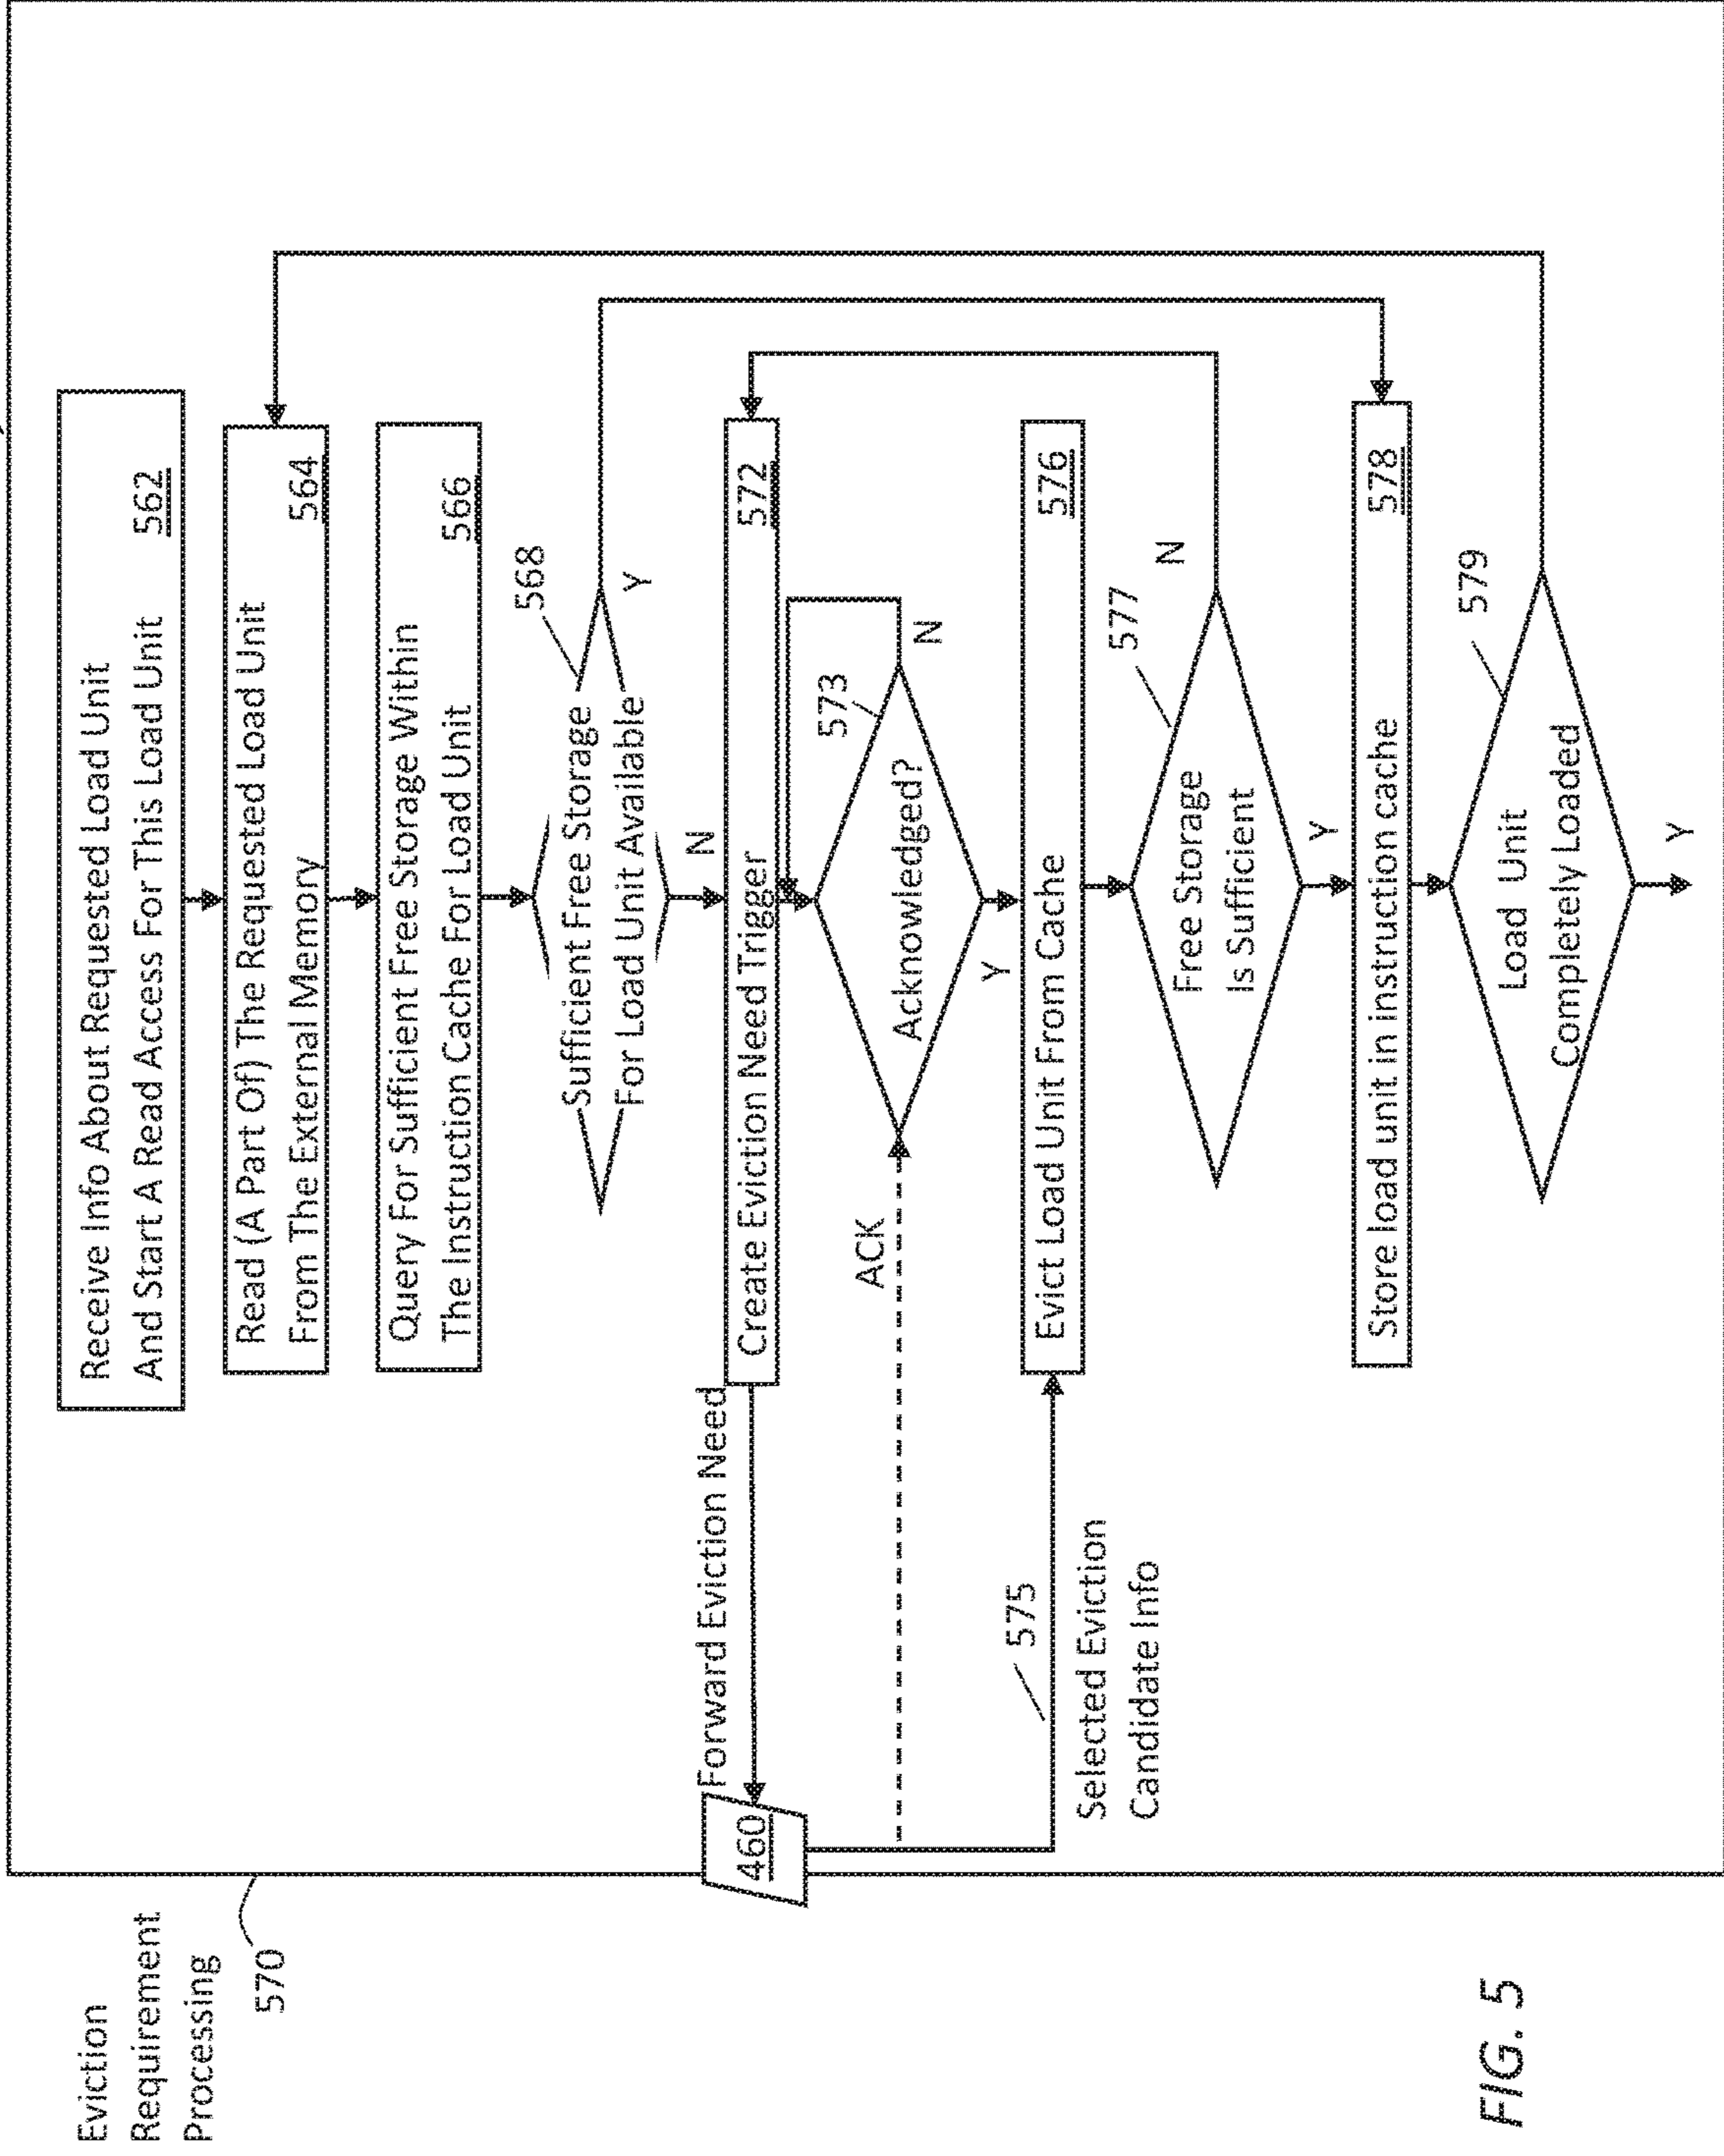 Eviction
Requirement
Processing
570
Receive Info About Requested Load Unit
And Start A Read Access For This Load Unit 562
Read (A Part Of) The Requested Load Unit
From The External Memory 564
Query For Sufficient Free Storage Within
The Instruction Cache For Load Unit 566
568
Sufficient Free Storage
For Load Unit Available
Y
N
Forward Eviction Need
460
Create Eviction Need Trigger 572
573
ACK
Acknowledged?
N
Y
575
Selected Eviction
Candidate Info
Evict Load Unit From Cache 576
577
Free Storage
Is Sufficient
N
Y
Store load unit in instruction cache 578
579
Load Unit
Completely Loaded
Y
FIG. 5